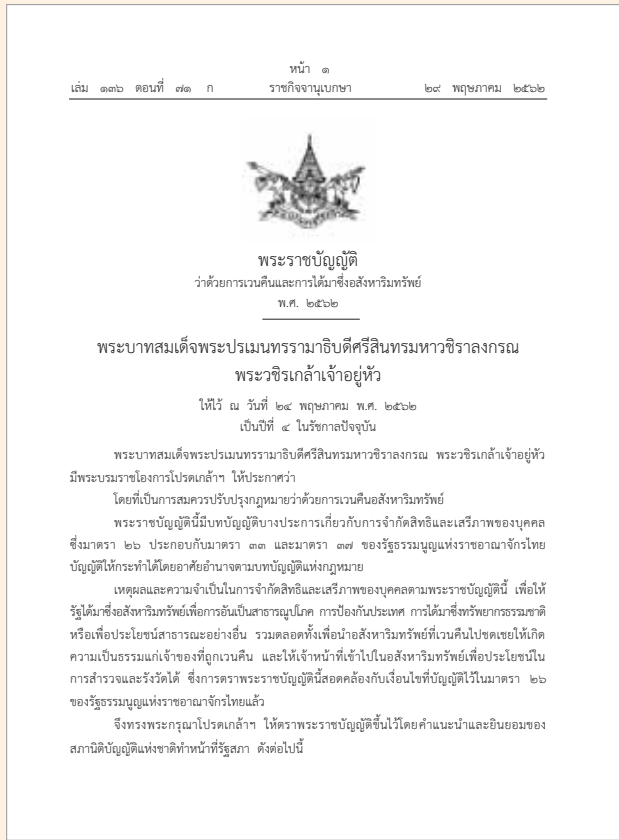 หน้า ๑
เล่ม ๑๓๖ ตอนที่ ๗๑ ก ราชกิจจานุเบกษา ๒๙ พฤษภาคม ๒๕๖๒
พระราชบัญญัติ
ว่าด้วยการเวนคืนและการได้มาซึ่งอสังหาริมทรัพย์
พ.ศ. ๒๕๖๒
พระบาทสมเด็จพระปรเมนทรรามาธิบดีศรีสินทรมหาวชิราลงกรณ
พระวชิรเกล้าเจ้าอยู่หัว
ให้ไว้ ณ วันที่ ๒๔ พฤษภาคม พ.ศ. ๒๕๖๒
เป็นปีที่ ๔ ในรัชกาลปัจจุบัน
พระบาทสมเด็จพระปรเมนทรรามาธิบดีศรีสินทรมหาวชิราลงกรณ พระวชิรเกล้าเจ้าอยู่หัว
มีพระบรมราชโองการโปรดเกล้าฯ ให้ประกาศว่า
โดยที่เป็นการสมควรปรับปรุงกฎหมายว่าด้วยการเวนคืนอสังหาริมทรัพย์
พระราชบัญญัตินี้มีบทบัญญัติบางประการเกี่ยวกับการจำกัดสิทธิและเสรีภาพของบุคคล
ซึ่งมาตรา ๒๖ ประกอบกับมาตรา ๓๓ และมาตรา ๓๗ ของรัฐธรรมนูญแห่งราชอาณาจักรไทย
บัญญัติให้กระทำได้โดยอาศัยอำนาจตามบทบัญญัติแห่งกฎหมาย
เหตุผลและความจำเป็นในการจำกัดสิทธิและเสรีภาพของบุคคลตามพระราชบัญญัตินี้ เพื่อให้
รัฐได้มาซึ่งอสังหาริมทรัพย์เพื่อการอันเป็นสาธารณูปโภค การป้องกันประเทศ การได้มาซึ่งทรัพยากรธรรมชาติ
หรือเพื่อประโยชน์สาธารณะอย่างอื่น รวมตลอดทั้งเพื่อนำอสังหาริมทรัพย์ที่เวนคืนไปชดเชยให้เกิด
ความเป็นธรรมแก่เจ้าของที่ถูกเวนคืน และให้เจ้าหน้าที่เข้าไปในอสังหาริมทรัพย์เพื่อประโยชน์ใน
การสำรวจและรังวัดได้ ซึ่งการตราพระราชบัญญัตินี้สอดคล้องกับเงื่อนไขที่บัญญัติไว้ในมาตรา ๒๖
ของรัฐธรรมนูญแห่งราชอาณาจักรไทยแล้ว
จึงทรงพระกรุณาโปรดเกล้าฯ ให้ตราพระราชบัญญัติขึ้นไว้โดยคำแนะนำและยินยอมของ
สภานิติบัญญัติแห่งชาติทำหน้าที่รัฐสภา ดังต่อไปนี้